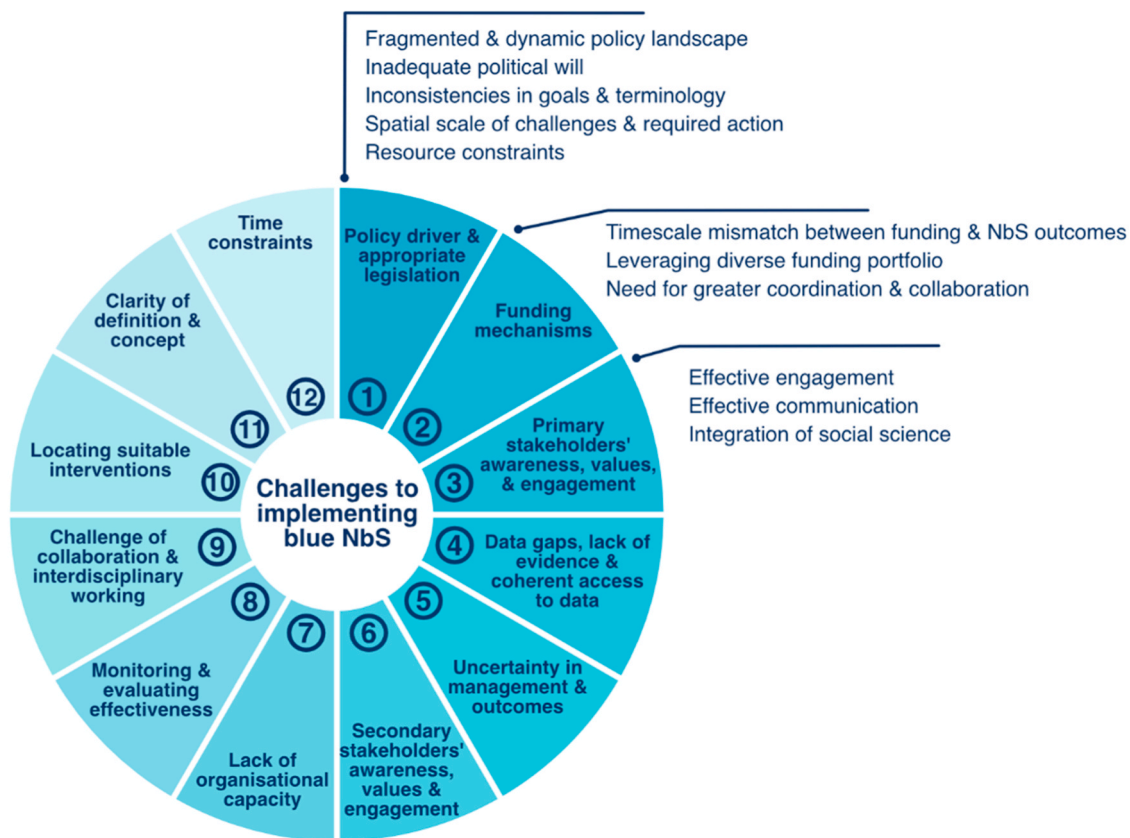 Fragmented & dynamic policy landscape
Inadequate political will
Inconsistencies in goals & terminology
Spatial scale of challenges & required action
Resource constraints
Timescale mismatch between funding & NbS outcomes
Leveraging diverse funding portfolio
Need for greater coordination & collaboration
Effective engagement
Effective communication
Integration of social science
Challenges to
implementing
blue NbS
1
Policy driver &
appropriate
legislation
2
Funding
mechanisms
3
Primary
stakeholders'
awareness, values,
& engagement
4
Data gaps, lack of
evidence &
coherent access
to data
5
Uncertainty in
management &
outcomes
6
Secondary
stakeholders'
awareness,
values &
engagement
7
Lack of
organisational
capacity
8
Monitoring &
evaluating
effectiveness
9
Challenge of
collaboration &
interdisciplinary
working
10
Locating suitable
interventions
11
Clarity of
definition &
concept
12
Time
constraints